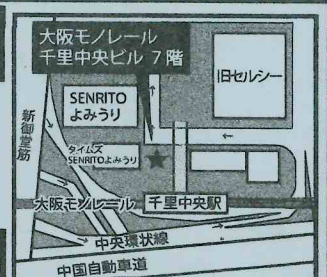 大阪モノレール
千里中央ビル 7階
旧セルシー
SENRITO
よみうり
新御堂筋
タイムズ
SENRITOよみうり
大阪モノレール
千里中央駅
中央環状線
中国自動車道